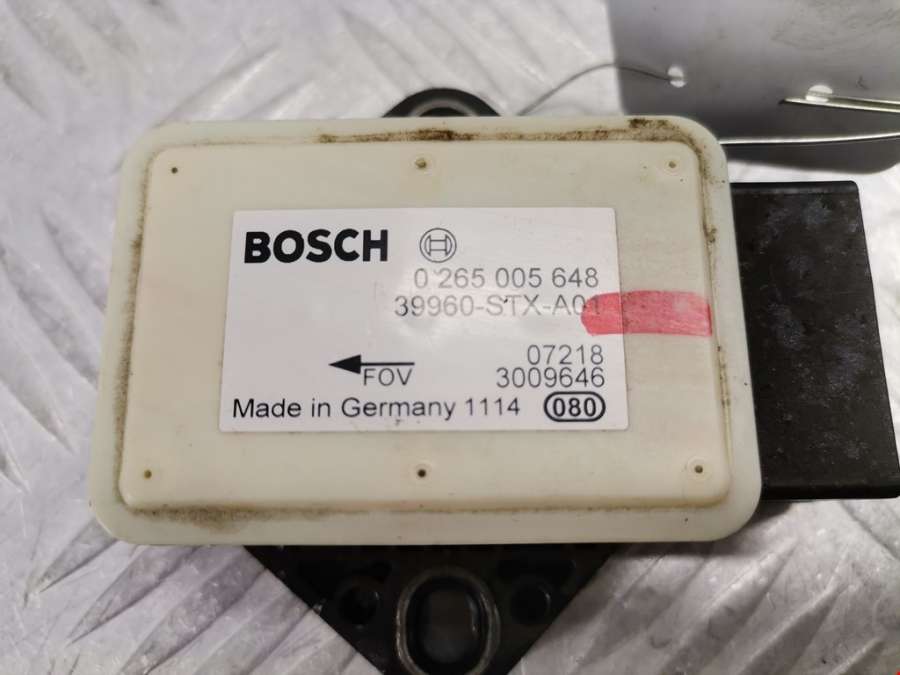 BOSCH
0 265 005 648
39960-STX-A01
07218
FOV 3009646
Made in Germany 1114 080